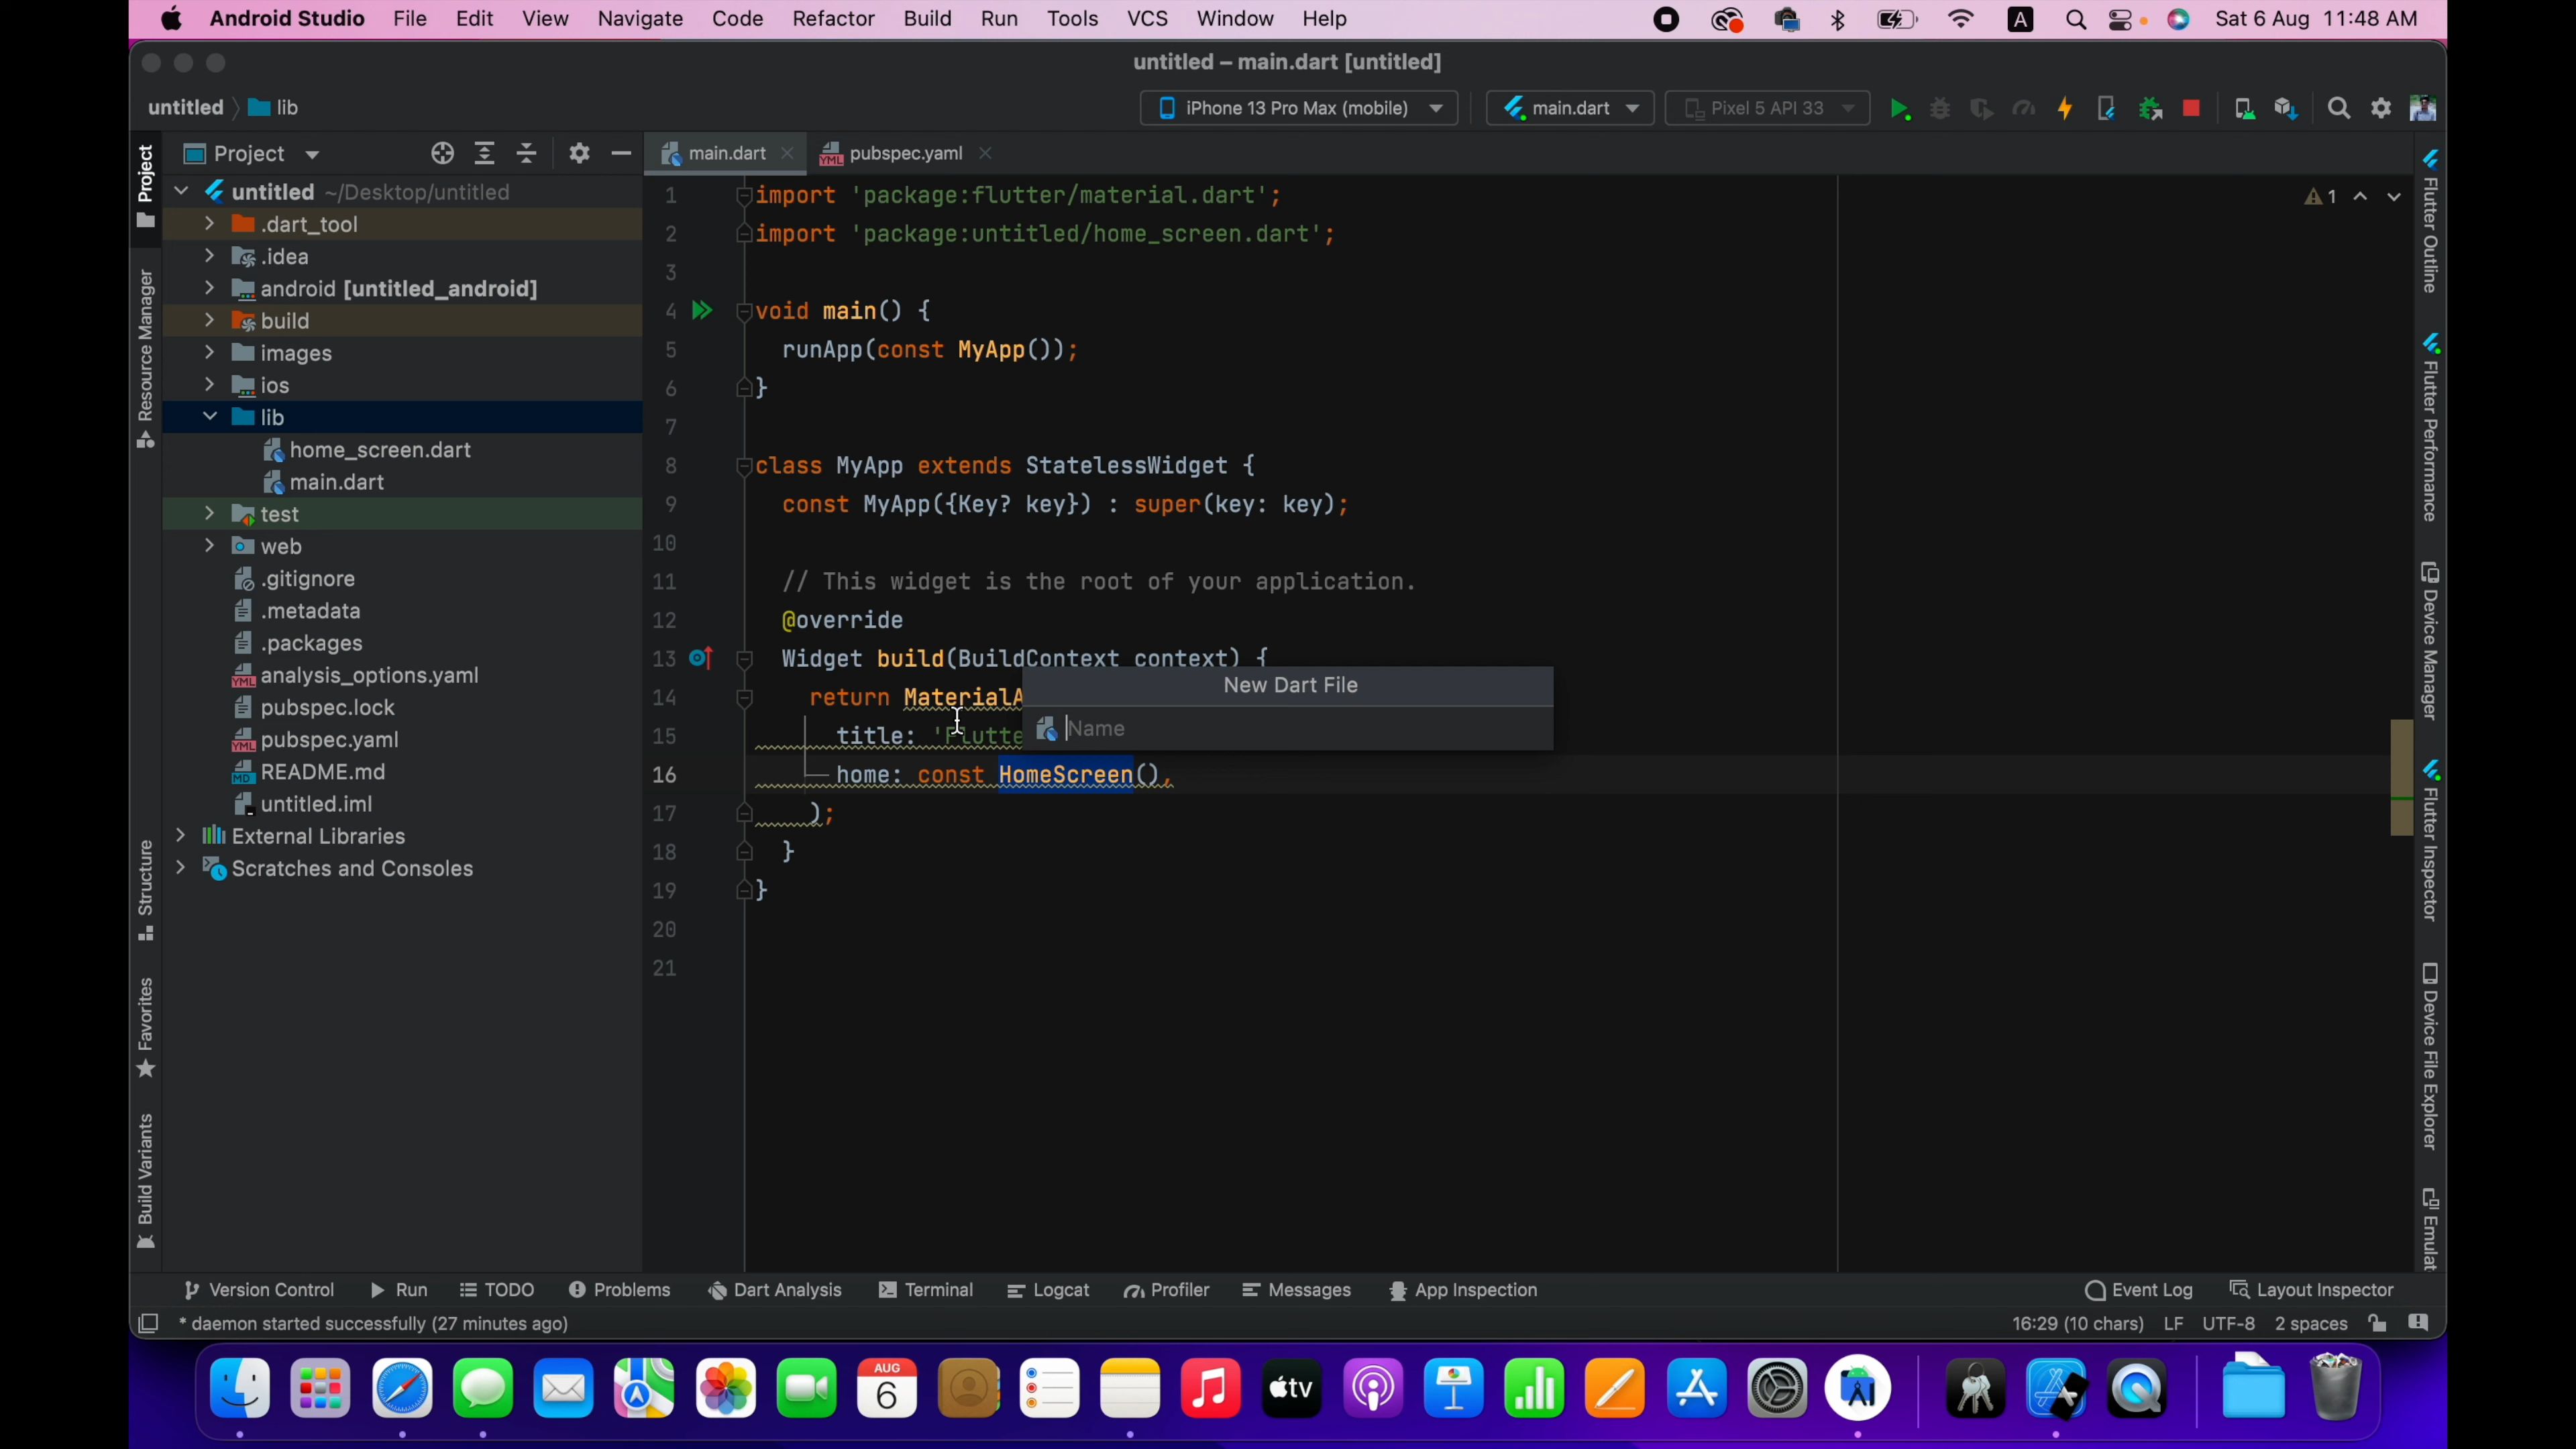 Android Studio File Edit View Navigate Code Refactor Build Run Tools VCS Window Help A Sat 6 Aug 11:48 AM
untitled – main.dart [untitled]
untitled lib iPhone 13 Pro Max (mobile) main.dart Pixel 5 API 33
Project
main.dart pubspec.yaml
untitled ~/Desktop/untitled
.dart_tool
.idea
android [untitled_android]
build
images
ios
lib
home_screen.dart
main.dart
test
web
.gitignore
.metadata
.packages
YML analysis_options.yaml
pubspec.lock
YML pubspec.yaml
MD README.md
untitled.iml
External Libraries
Scratches and Consoles
Project
Resource Manager
Structure
Favorites
Build Variants
1 import 'package:flutter/material.dart';
2 import 'package:untitled/home_screen.dart';
3
4 void main() {
5 runApp(const MyApp());
6 }
7
8 class MyApp extends StatelessWidget {
9 const MyApp({Key? key}) : super(key: key);
10
11 // This widget is the root of your application.
12 @override
13 Widget build(BuildContext context) {
14 return MaterialA
15 title: 'Flutte
16 home: const HomeScreen(),
17 );
18 }
19 }
20
21
New Dart File
Name
1
Flutter Outline
Flutter Performance
Device Manager
Flutter Inspector
Device File Explorer
Emulat
Version Control Run TODO Problems Dart Analysis Terminal Logcat Profiler Messages App Inspection Event Log Layout Inspector
* daemon started successfully (27 minutes ago) 16:29 (10 chars) LF UTF-8 2 spaces
AUG
6
tv